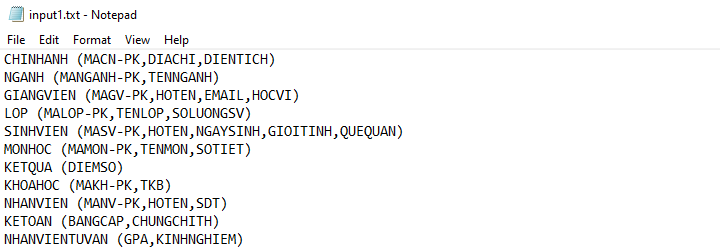 input1.txt - Notepad
File Edit Format View Help
CHINHANH (MACN-PK,DIACHI,DIENTICH)
NGANH (MANGANH-PK,TENNGANH)
GIANGVIEN (MAGV-PK,HOTEN,EMAIL,HOCVI)
LOP (MALOP-PK,TENLOP,SOLUONGSV)
SINHVIEN (MASV-PK,HOTEN,NGAYSINH,GIOITINH,QUEQUAN)
MONHOC (MAMON-PK,TENMON,SOTIET)
KETQUA (DIEMSO)
KHOAHOC (MAKH-PK,TKB)
NHANVIEN (MANV-PK,HOTEN,SDT)
KETOAN (BANGCAP,CHUNGCHITH)
NHANVIENTUVAN (GPA,KINHNGHIEM)